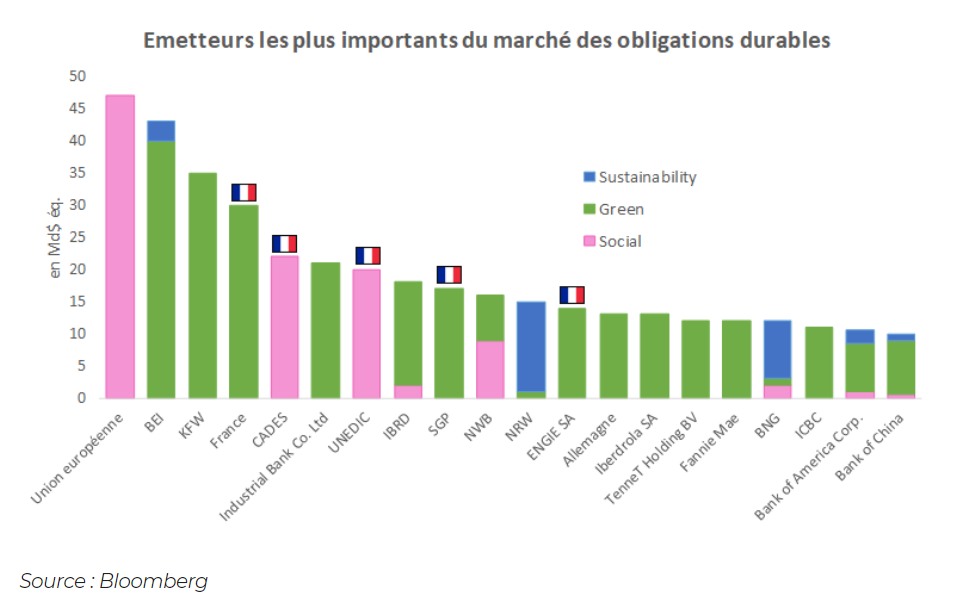 Emetteurs les plus importants du marché des obligations durables
50
45
40
35
30
25
20
15
10
5
0
en Md$ éq.
Sustainability
Green
Social
Union européenne
BEI
KFW
France
CADES
Industrial Bank Co. Ltd
UNEDIC
IBRD
SGP
NWB
NRW
ENGIE SA
Allemagne
Iberdrola SA
TenneT Holding BV
Fannie Mae
BNG
ICBC
Bank of America Corp.
Bank of China
Source : Bloomberg